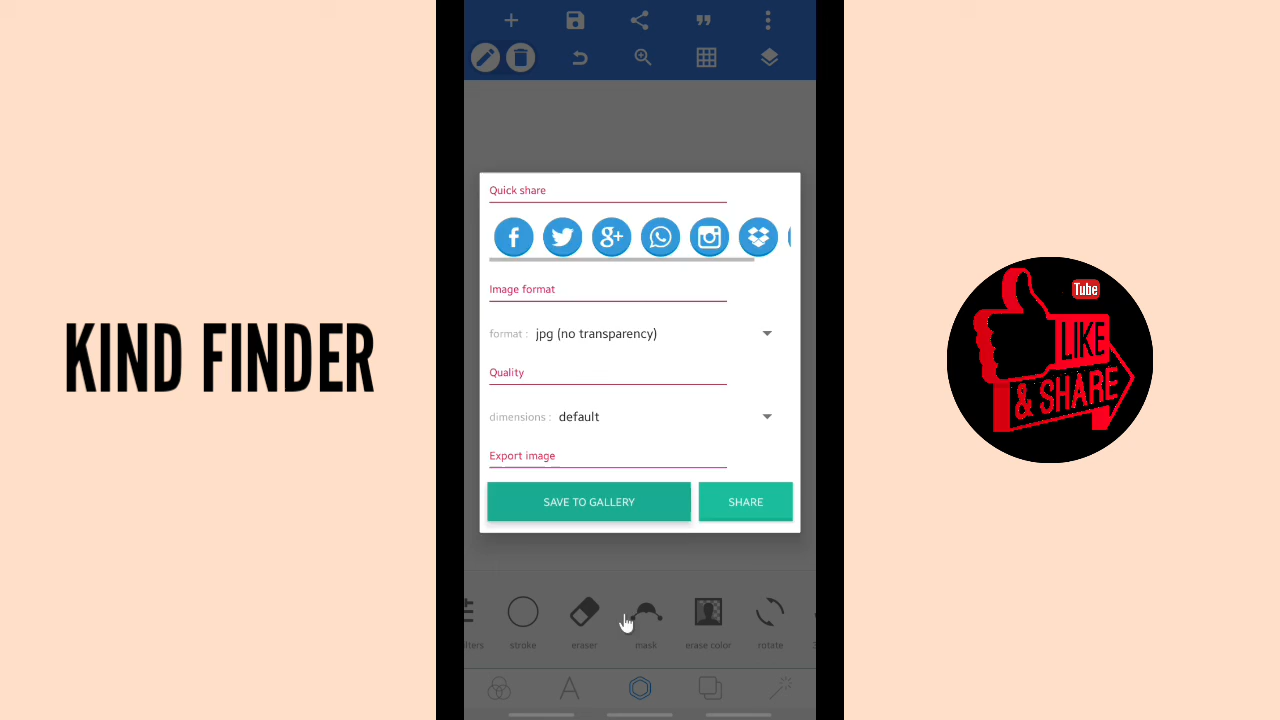 Quick share
Image format
format : jpg (no transparency)
Quality
dimensions : default
Export image
SAVE TO GALLERY
SHARE
stroke
eraser
mask
erase color
rotate
KIND FINDER
Tube
LIKE
& SHARE